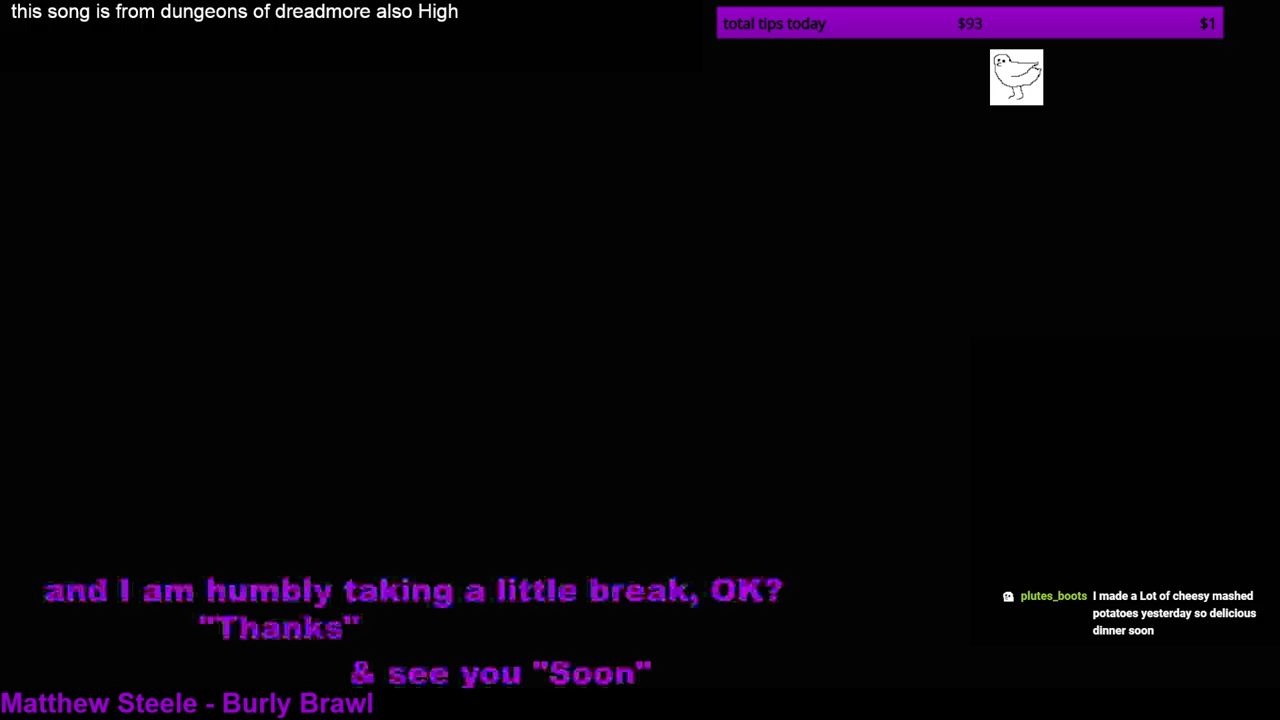 this song is from dungeons of dreadmore also High
total tips today $93 $1
and I am humbly taking a little break, OK?
"Thanks"
& see you "Soon"
plutes_boots I made a Lot of cheesy mashed
potatoes yesterday so delicious
dinner soon
Matthew Steele - Burly Brawl